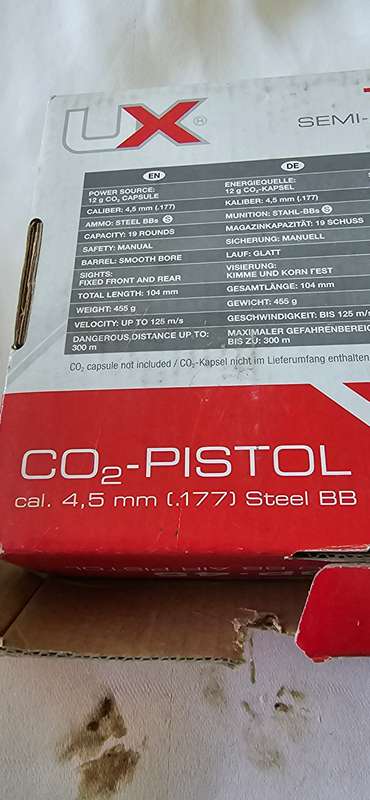 UX®
SEMI-
EN
POWER SOURCE:
12 g CO₂ CAPSULE
CALIBER: 4,5 mm (.177)
AMMO: STEEL BBs S
CAPACITY: 19 ROUNDS
SAFETY: MANUAL
BARREL: SMOOTH BORE
SIGHTS:
FIXED FRONT AND REAR
TOTAL LENGTH: 104 mm
WEIGHT: 455 g
VELOCITY: UP TO 125 m/s
DANGEROUS DISTANCE UP TO:
300 m
DE
ENERGIEQUELLE:
12 g CO₂-KAPSEL
KALIBER: 4,5 mm (.177)
MUNITION: STAHL-BBs S
MAGAZINKAPAZITÄT: 19 SCHUSS
SICHERUNG: MANUELL
LAUF: GLATT
VISIERUNG:
KIMME UND KORN FEST
GESAMTLÄNGE: 104 mm
GEWICHT: 455 g
GESCHWINDIGKEIT: BIS 125 m/s
MAXIMALER GEFAHRENBEREIC
BIS ZU: 300 m
CO₂ capsule not included / CO₂-Kapsel nicht im Lieferumfang enthalten
CO₂-PISTOL
cal. 4,5 mm (.177) Steel BB
BB AIR PISTOL